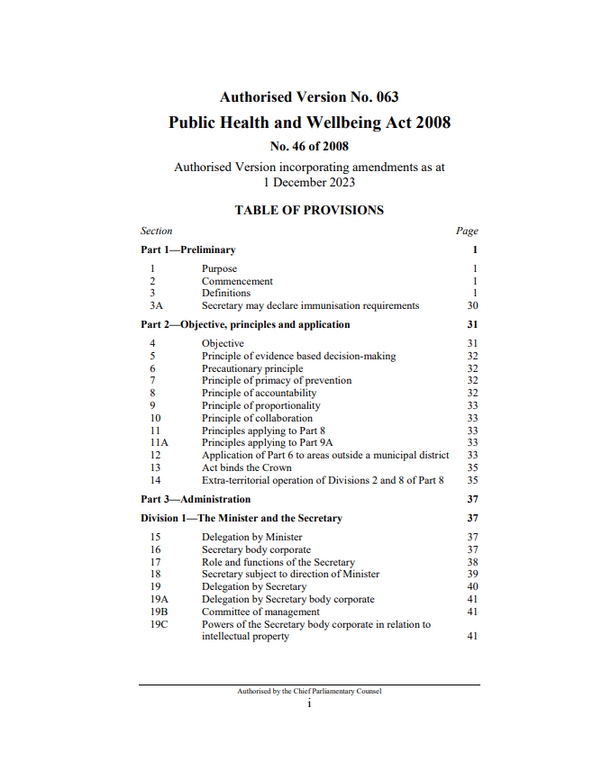 Authorised Version No. 063
Public Health and Wellbeing Act 2008
No. 46 of 2008
Authorised Version incorporating amendments as at
1 December 2023
TABLE OF PROVISIONS
Section Page
Part 1—Preliminary 1
1 Purpose 1
2 Commencement 1
3 Definitions 1
3A Secretary may declare immunisation requirements 30
Part 2—Objective, principles and application 31
4 Objective 31
5 Principle of evidence based decision-making 32
6 Precautionary principle 32
7 Principle of primacy of prevention 32
8 Principle of accountability 32
9 Principle of proportionality 33
10 Principle of collaboration 33
11 Principles applying to Part 8 33
11A Principles applying to Part 9A 33
12 Application of Part 6 to areas outside a municipal district 33
13 Act binds the Crown 35
14 Extra-territorial operation of Divisions 2 and 8 of Part 8 35
Part 3—Administration 37
Division 1—The Minister and the Secretary 37
15 Delegation by Minister 37
16 Secretary body corporate 37
17 Role and functions of the Secretary 38
18 Secretary subject to direction of Minister 39
19 Delegation by Secretary 40
19A Delegation by Secretary body corporate 41
19B Committee of management 41
19C Powers of the Secretary body corporate in relation to
intellectual property 41
Authorised by the Chief Parliamentary Counsel
i